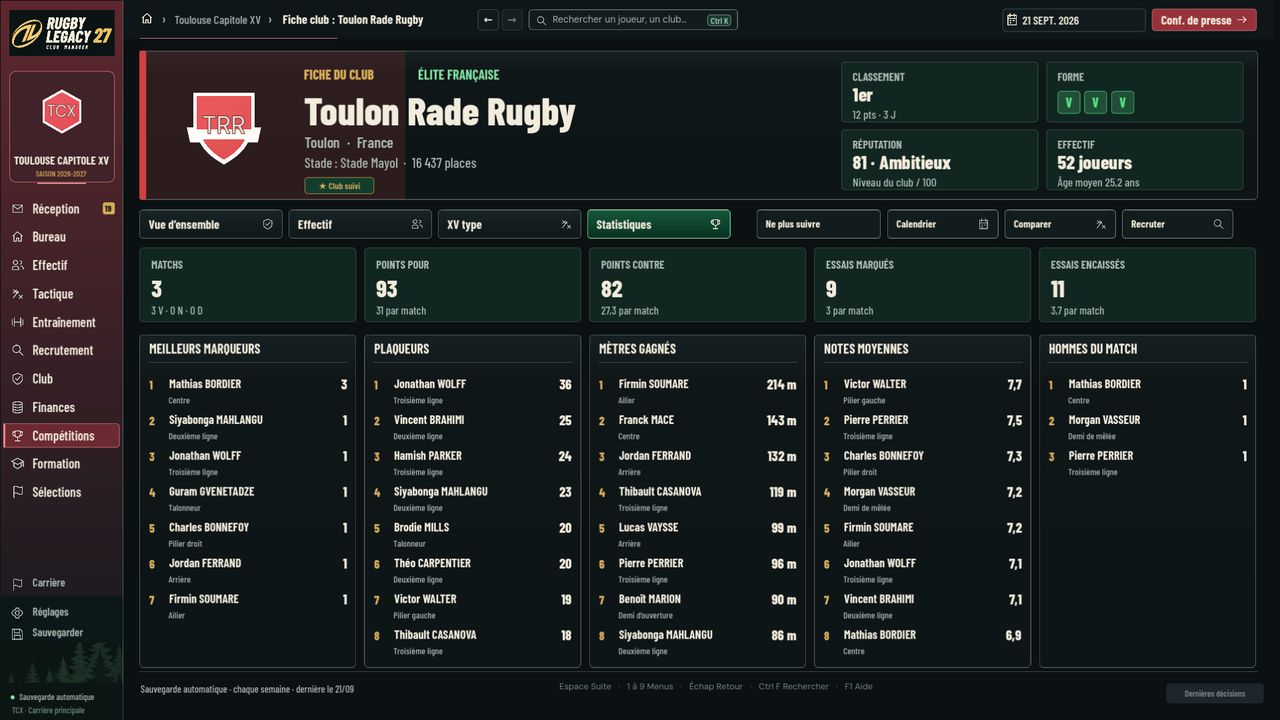 RUGBY LEGACY 27
CLUB MANAGER
Toulouse Capitole XV › Fiche club : Toulon Rade Rugby
← →
Rechercher un joueur, un club… Ctrl K
21 SEPT. 2026
Conf. de presse →
TCX
TOULOUSE CAPITOLE XV
SAISON 2026-2027
Réception 19
Bureau
Effectif
Tactique
Entraînement
Recrutement
Club
Finances
Compétitions
Formation
Sélections
Carrière
Réglages
Sauvegarder
Sauvegarde automatique
TCX · Carrière principale
TRR
FICHE DU CLUB ÉLITE FRANÇAISE
Toulon Rade Rugby
Toulon · France
Stade : Stade Mayol · 16 437 places
★ Club suivi
CLASSEMENT
1er
12 pts · 3 J
FORME
V V V
RÉPUTATION
81 · Ambitieux
Niveau du club / 100
EFFECTIF
52 joueurs
Âge moyen 25,2 ans
Vue d'ensemble
Effectif
XV type
Statistiques
Ne plus suivre
Calendrier
Comparer
Recruter
MATCHS
3
3 V · 0 N · 0 D
POINTS POUR
93
31 par match
POINTS CONTRE
82
27,3 par match
ESSAIS MARQUÉS
9
3 par match
ESSAIS ENCAISSÉS
11
3,7 par match
MEILLEURS MARQUEURS
1 Mathias BORDIER 3
Centre
2 Siyabonga MAHLANGU 1
Deuxième ligne
3 Jonathan WOLFF 1
Troisième ligne
4 Guram GVENETADZE 1
Talonneur
5 Charles BONNEFOY 1
Pilier droit
6 Jordan FERRAND 1
Arrière
7 Firmin SOUMARE 1
Ailier
PLAQUEURS
1 Jonathan WOLFF 36
Troisième ligne
2 Vincent BRAHIMI 25
Deuxième ligne
3 Hamish PARKER 24
Troisième ligne
4 Siyabonga MAHLANGU 23
Deuxième ligne
5 Brodie MILLS 20
Talonneur
6 Théo CARPENTIER 20
Deuxième ligne
7 Victor WALTER 19
Pilier gauche
8 Thibault CASANOVA 18
Troisième ligne
MÈTRES GAGNÉS
1 Firmin SOUMARE 214 m
Ailier
2 Franck MACE 143 m
Centre
3 Jordan FERRAND 132 m
Arrière
4 Thibault CASANOVA 119 m
Troisième ligne
5 Lucas VAYSSE 99 m
Arrière
6 Pierre PERRIER 96 m
Troisième ligne
7 Benoît MARION 90 m
Demi d'ouverture
8 Siyabonga MAHLANGU 86 m
Deuxième ligne
NOTES MOYENNES
1 Victor WALTER 7,7
Pilier gauche
2 Pierre PERRIER 7,5
Troisième ligne
3 Charles BONNEFOY 7,3
Pilier droit
4 Morgan VASSEUR 7,2
Demi de mêlée
5 Firmin SOUMARE 7,2
Ailier
6 Jonathan WOLFF 7,1
Troisième ligne
7 Vincent BRAHIMI 7,1
Deuxième ligne
8 Mathias BORDIER 6,9
Centre
HOMMES DU MATCH
1 Mathias BORDIER 1
Centre
2 Morgan VASSEUR 1
Demi de mêlée
3 Pierre PERRIER 1
Troisième ligne
Sauvegarde automatique · chaque semaine · dernière le 21/09
Espace Suite · 1 à 9 Menus · Échap Retour · Ctrl F Rechercher · F1 Aide
Dernières décisions